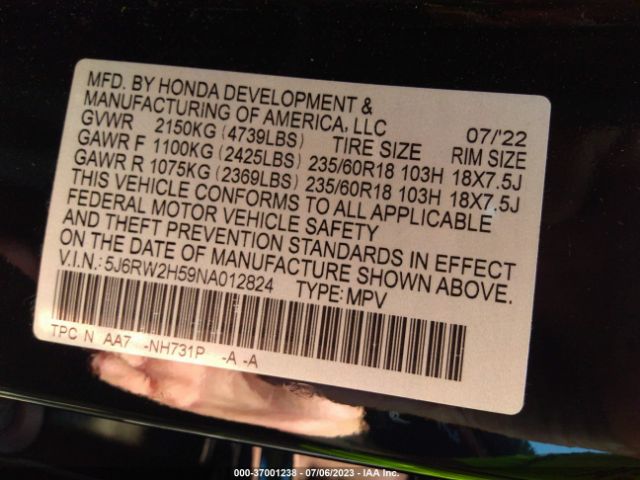 MFD. BY HONDA DEVELOPMENT &
MANUFACTURING OF AMERICA, LLC 07/'22
GVWR 2150KG (4739LBS) TIRE SIZE RIM SIZE
GAWR F 1100KG (2425LBS) 235/60R18 103H 18X7.5J
GAWR R 1075KG (2369LBS) 235/60R18 103H 18X7.5J
THIS VEHICLE CONFORMS TO ALL APPLICABLE
FEDERAL MOTOR VEHICLE SAFETY
AND THEFT PREVENTION STANDARDS IN EFFECT
ON THE DATE OF MANUFACTURE SHOWN ABOVE.
V.I.N.: 5J6RW2H59NA012824 TYPE: MPV
TPC N AA7 -NH731P -A -A
000-37001238 - 07/06/2023 - IAA Inc.